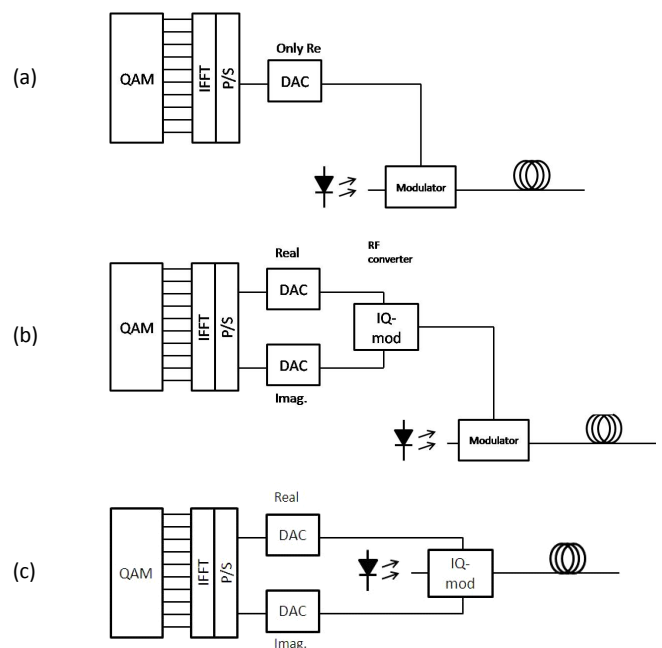 (a)
QAM
IFFT
P/S
Only Re
DAC
Modulator
(b)
QAM
IFFT
P/S
Real
DAC
RF
converter
IQ-
mod
DAC
Imag.
Modulator
(c)
QAM
IFFT
P/S
Real
DAC
IQ-
mod
DAC
Imag.